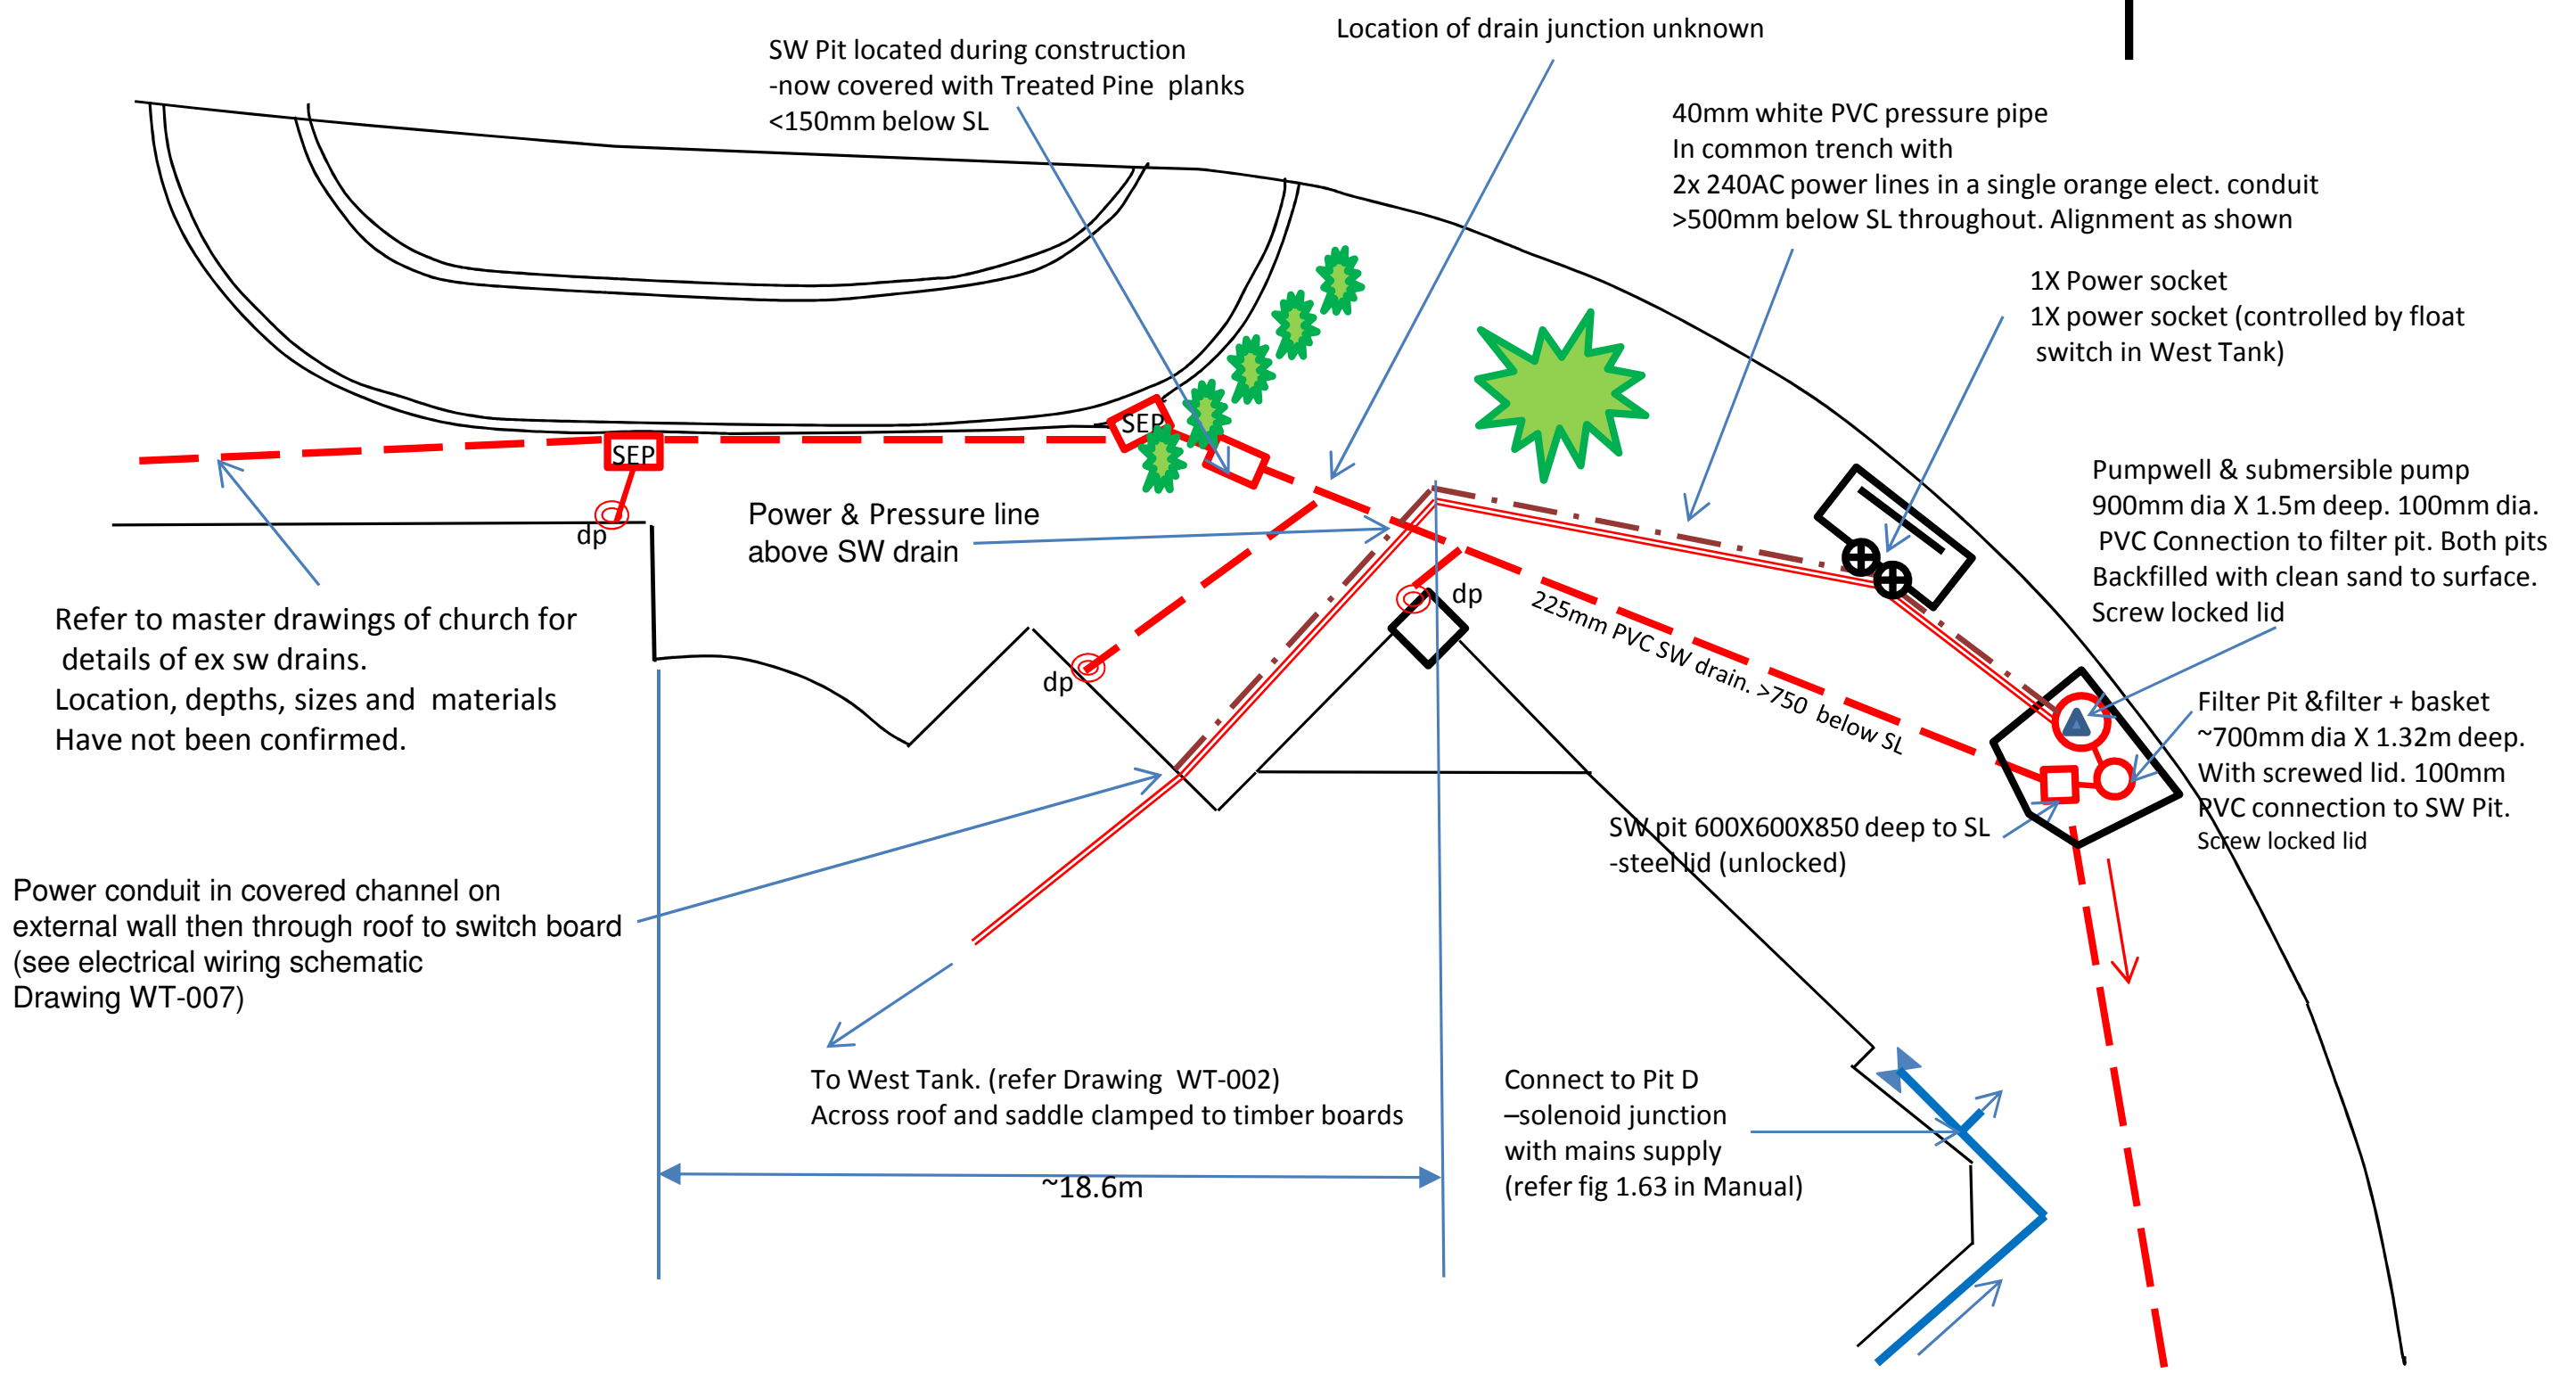 Location of drain junction unknown
SW Pit located during construction
-now covered with Treated Pine planks
<150mm below SL
40mm white PVC pressure pipe
In common trench with
2x 240AC power lines in a single orange elect. conduit
>500mm below SL throughout. Alignment as shown
1X Power socket
1X power socket (controlled by float
switch in West Tank)
SEP
SEP
dp
Power & Pressure line
above SW drain
Pumpwell & submersible pump
900mm dia X 1.5m deep. 100mm dia.
PVC Connection to filter pit. Both pits
Backfilled with clean sand to surface.
Screw locked lid
Refer to master drawings of church for
details of ex sw drains.
Location, depths, sizes and materials
Have not been confirmed.
dp
dp
225mm PVC SW drain. >750 below SL
Filter Pit &filter + basket
~700mm dia X 1.32m deep.
With screwed lid. 100mm
PVC connection to SW Pit.
Screw locked lid
SW pit 600X600X850 deep to SL
-steel lid (unlocked)
Power conduit in covered channel on
external wall then through roof to switch board
(see electrical wiring schematic
Drawing WT-007)
To West Tank. (refer Drawing WT-002)
Across roof and saddle clamped to timber boards
Connect to Pit D
–solenoid junction
with mains supply
(refer fig 1.63 in Manual)
~18.6m